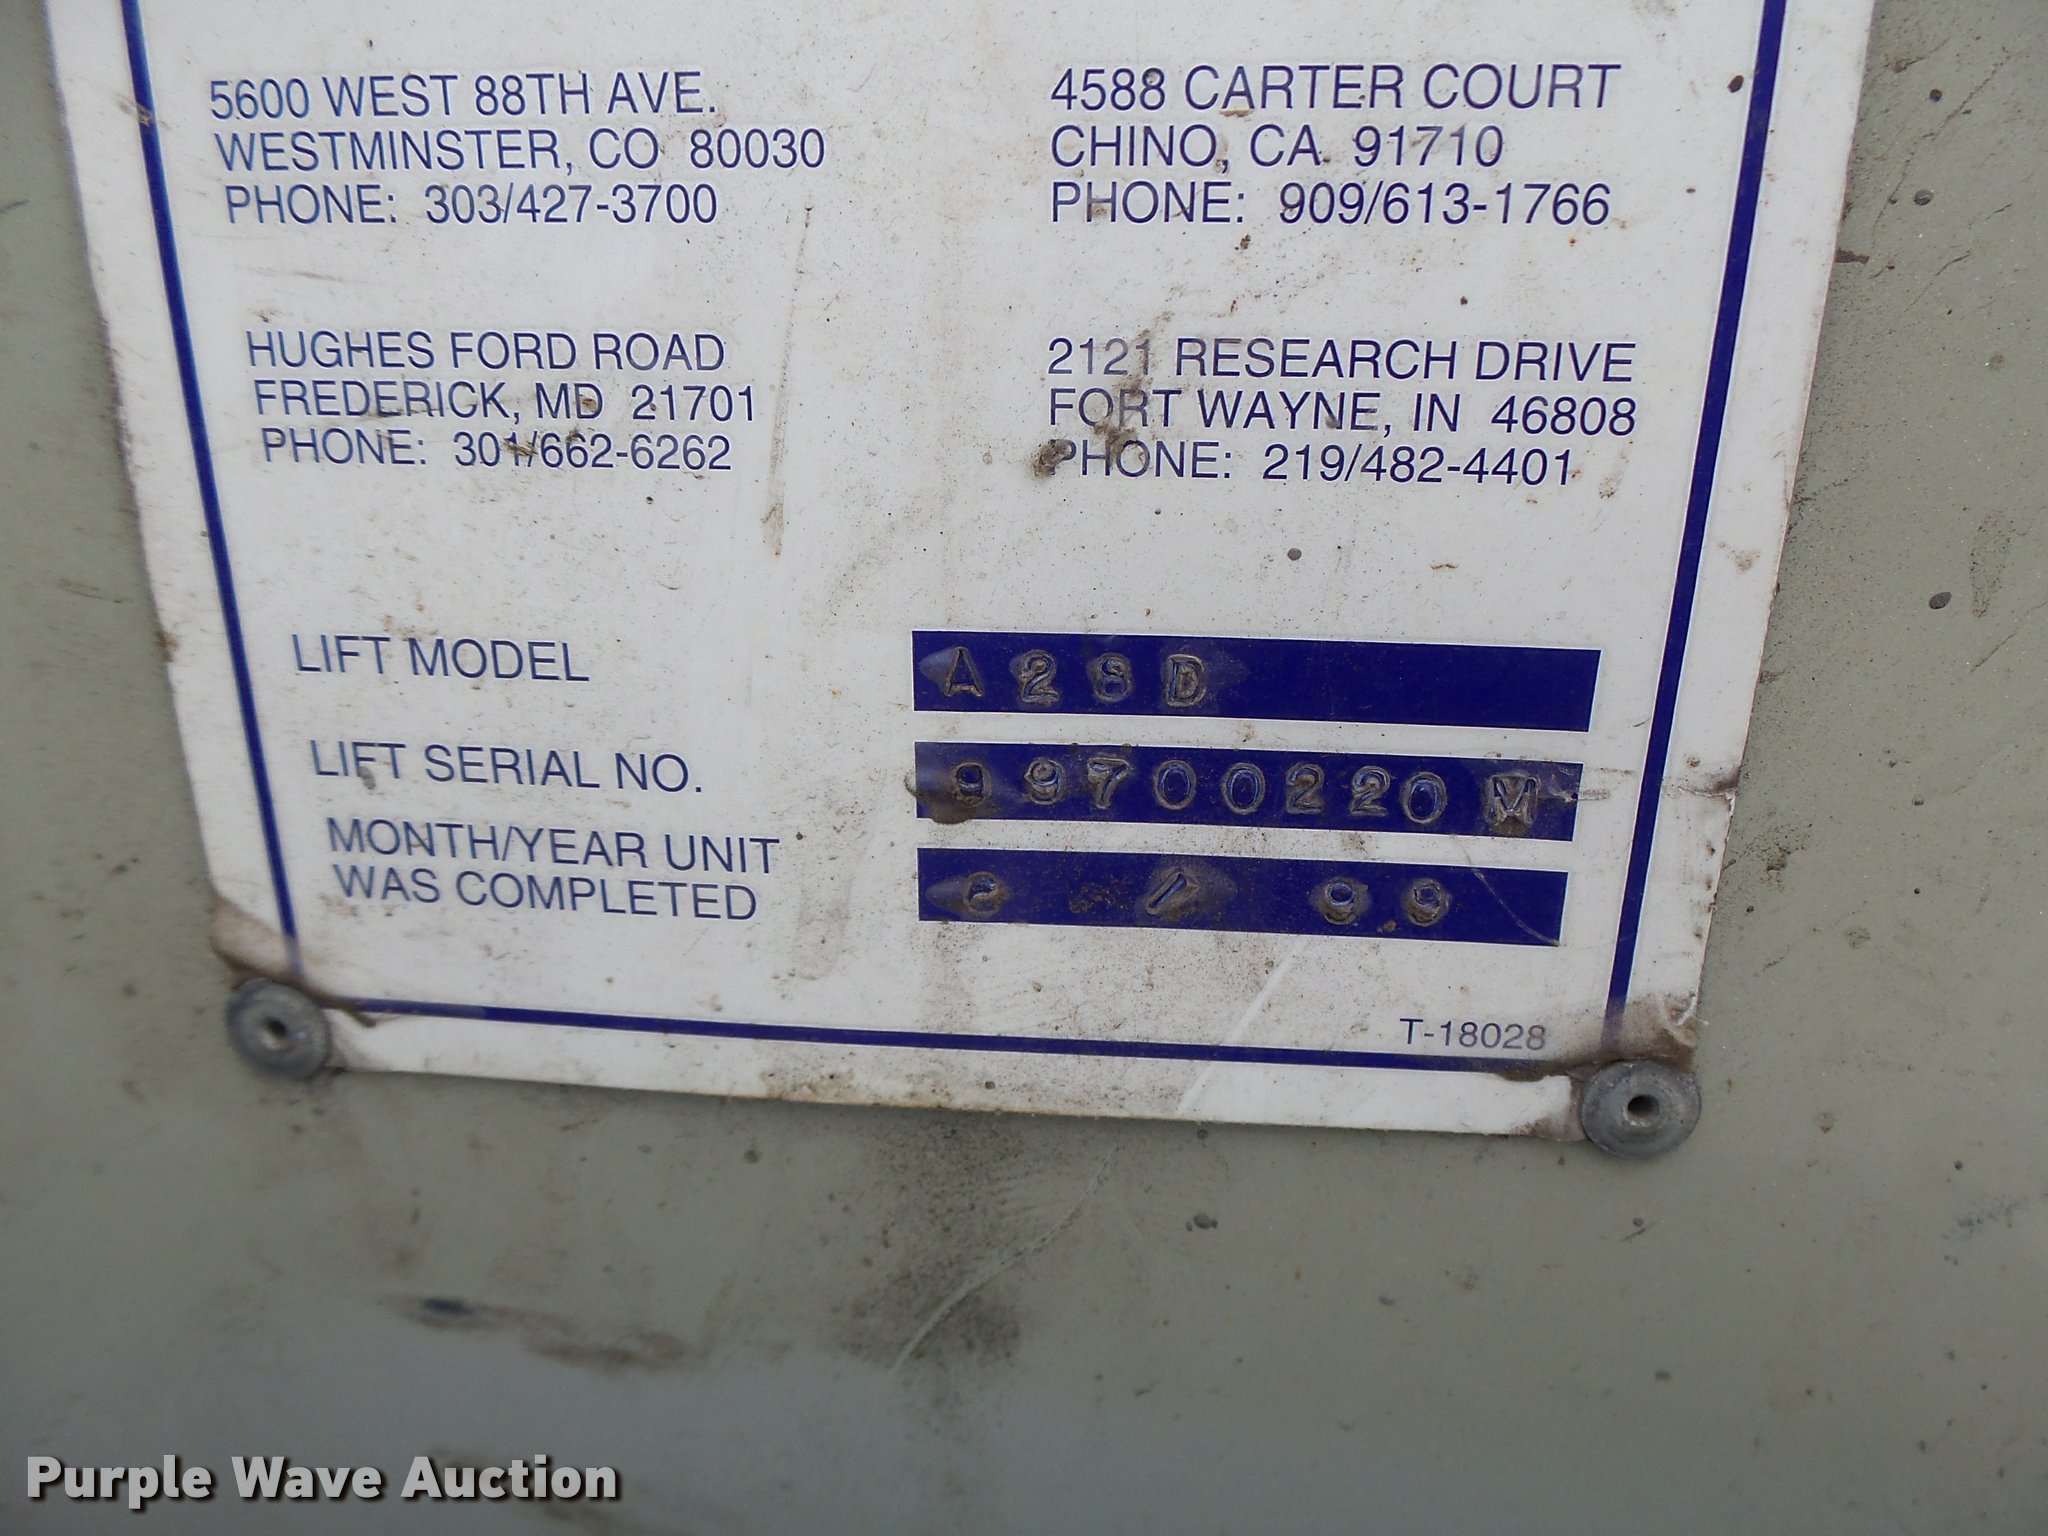 5600 WEST 88TH AVE.
WESTMINSTER, CO 80030
PHONE: 303/427-3700
4588 CARTER COURT
CHINO, CA 91710
PHONE: 909/613-1766
HUGHES FORD ROAD
FREDERICK, MD 21701
PHONE: 301/662-6262
2121 RESEARCH DRIVE
FORT WAYNE, IN 46808
PHONE: 219/482-4401
LIFT MODEL A28D
LIFT SERIAL NO. 99700220M
MONTH/YEAR UNIT
WAS COMPLETED 2 / 99
T-18028
Purple Wave Auction